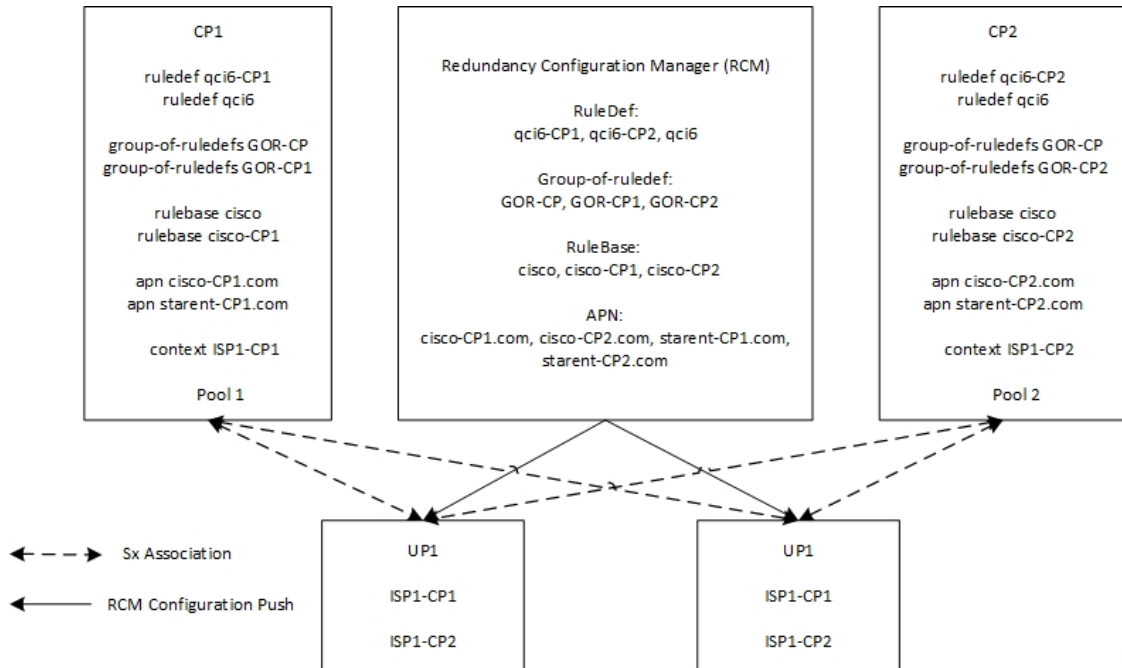 CP1
ruledef qci6-CP1
ruledef qci6
group-of-ruledefs GOR-CP
group-of-ruledefs GOR-CP1
rulebase cisco
rulebase cisco-CP1
apn cisco-CP1.com
apn starent-CP1.com
context ISP1-CP1
Pool 1
Redundancy Configuration Manager (RCM)
RuleDef:
qci6-CP1, qci6-CP2, qci6
Group-of-ruledef:
GOR-CP, GOR-CP1, GOR-CP2
RuleBase:
cisco, cisco-CP1, cisco-CP2
APN:
cisco-CP1.com, cisco-CP2.com, starent-CP1.com,
starent-CP2.com
CP2
ruledef qci6-CP2
ruledef qci6
group-of-ruledefs GOR-CP
group-of-ruledefs GOR-CP2
rulebase cisco
rulebase cisco-CP2
apn cisco-CP2.com
apn starent-CP2.com
context ISP1-CP2
Pool 2
Sx Association
RCM Configuration Push
UP1
ISP1-CP1
ISP1-CP2
UP1
ISP1-CP1
ISP1-CP2